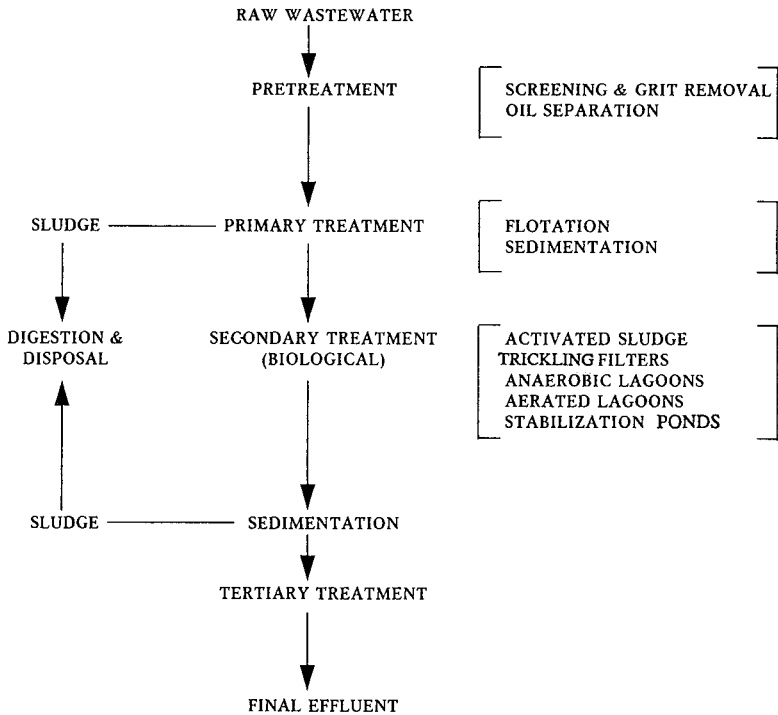 RAW WASTEWATER
PRETREATMENT
SCREENING & GRIT REMOVAL
OIL SEPARATION
SLUDGE
PRIMARY TREATMENT
FLOTATION
SEDIMENTATION
DIGESTION &
DISPOSAL
SECONDARY TREATMENT
(BIOLOGICAL)
ACTIVATED SLUDGE
TRICKLING FILTERS
ANAEROBIC LAGOONS
AERATED LAGOONS
STABILIZATION PONDS
SLUDGE
SEDIMENTATION
TERTIARY TREATMENT
FINAL EFFLUENT